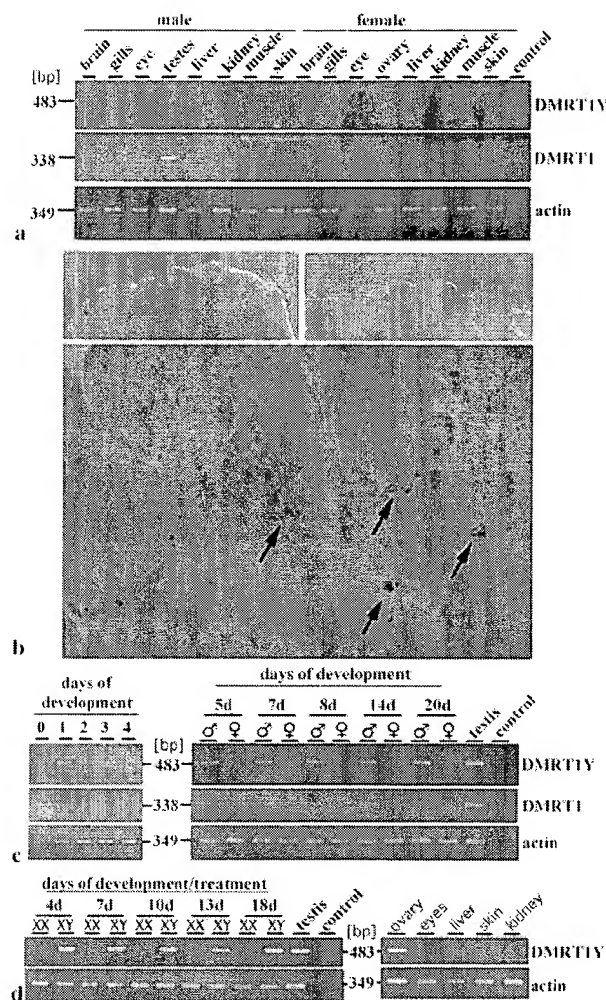 male female
brain gills eye testes liver kidney muscle skin brain gills eye ovary liver kidney muscle skin control
[bp]
483 DMRT1Y
338 DMRT1
349 actin
a
b
days of development
days of
development
5d 7d 8d 14d 20d
0 1 2 3 4 [bp] ♂ ♀ ♂ ♀ ♂ ♀ ♂ ♀ ♂ ♀ testis control
483 DMRT1Y
338 DMRT1
349 actin
c
days of development/treatment
4d 7d 10d 13d 18d
XX XY XX XY XX XY XX XY XX XY testis control [bp] ovary eyes liver skin kidney
483 DMRT1Y
349 actin
d